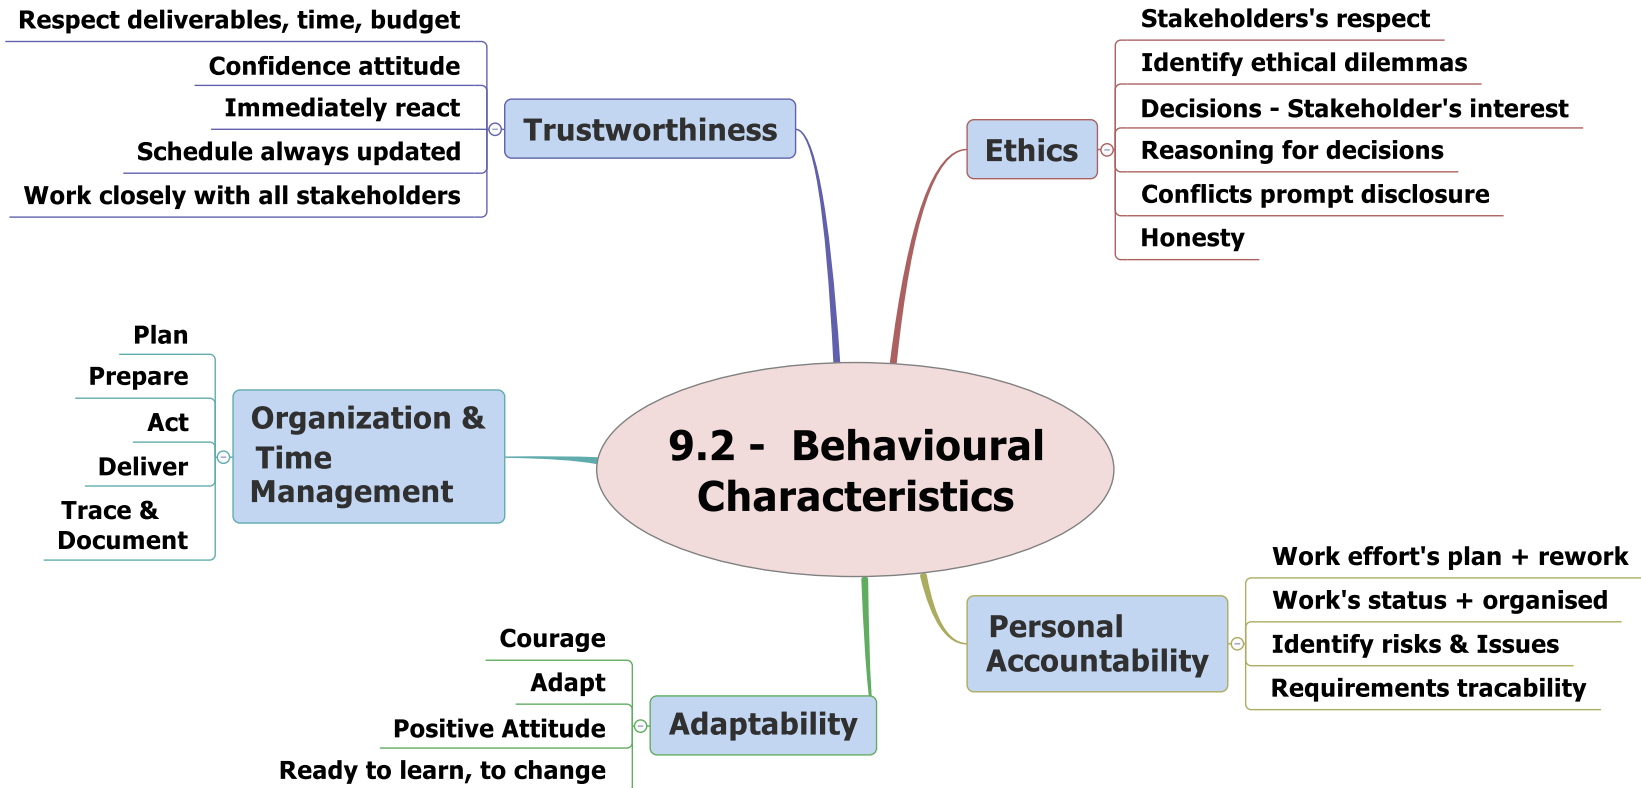 9.2 -  Behavioural
Characteristics
Ethics
Stakeholders's respect
Identify ethical dilemmas
Decisions - Stakeholder's interest
Reasoning for decisions
Conflicts prompt disclosure
Honesty
Personal
Accountability
Work effort's plan + rework
Work's status + organised
Identify risks & Issues
Requirements tracability
Adaptability
Courage
Adapt
Positive Attitude
Ready to learn, to change
Organization &
Time
Management
Plan
Prepare
Act
Deliver
Trace &
Document
Trustworthiness
Respect deliverables, time, budget
Confidence attitude
Immediately react
Schedule always updated
Work closely with all stakeholders